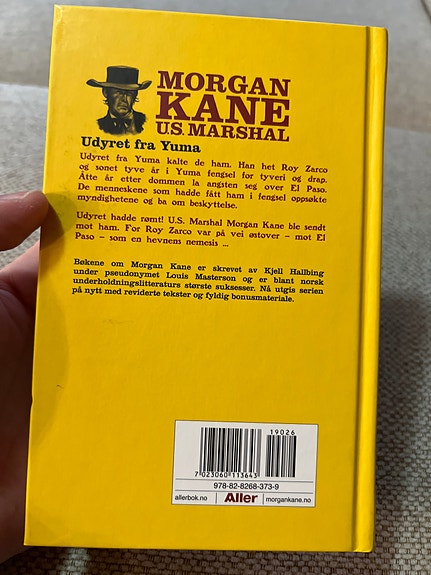 MORGAN
KANE
U.S. MARSHAL
Udyret fra Yuma
Udyret fra Yuma kalte de ham. Han het Roy Zarco
og sonet tyve år i Yuma fengsel for tyveri og drap.
Åtte år etter dommen la angsten seg over El Paso.
De menneskene som hadde fått ham i fengsel oppsøkte
myndighetene og ba om beskyttelse.
Udyret hadde rømt! U.S. Marshal Morgan Kane ble sendt
mot ham. For Roy Zarco var på vei østover – mot El
Paso – som en hevnens nemesis ...
Bøkene om Morgan Kane er skrevet av Kjell Hallbing
under pseudonymet Louis Masterson og er blant norsk
underholdningslitteraturs største suksesser. Nå utgis serien
på nytt med reviderte tekster og fyldig bonusmateriale.
19026
7023060113643
978-82-8268-373-9
allerbok.no Aller morgankane.no